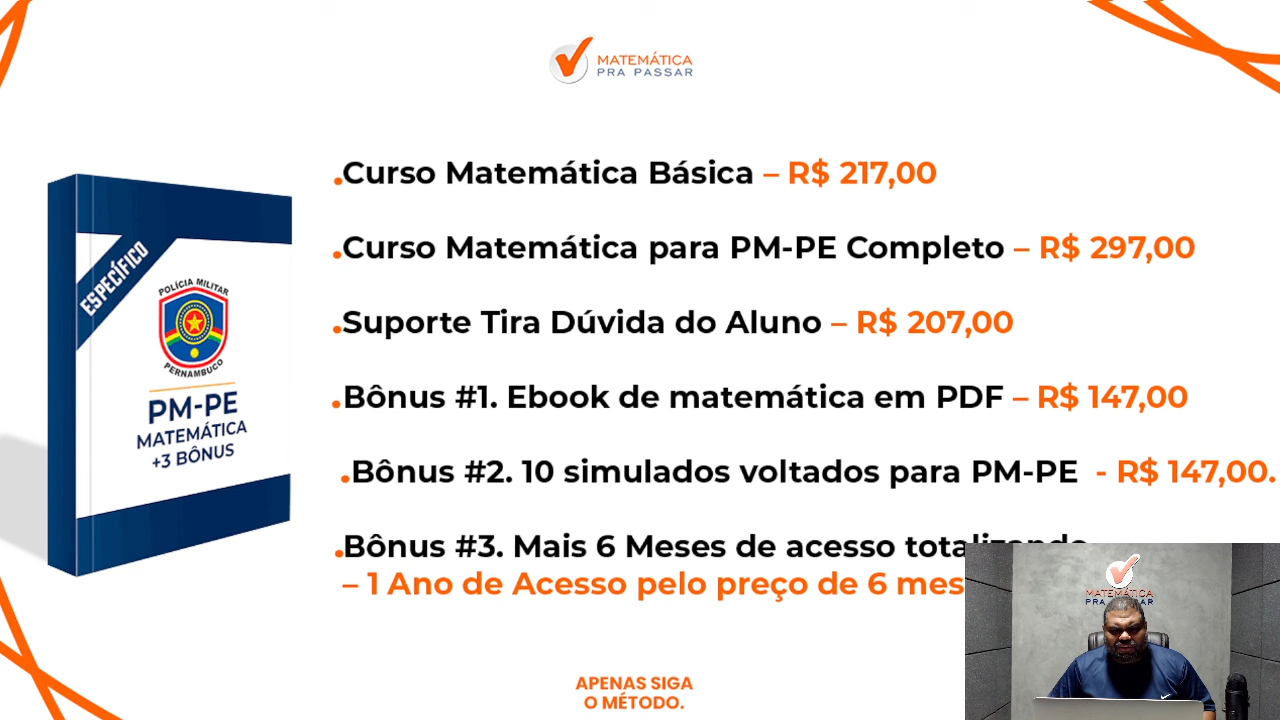 MATEMÁTICA
PRA PASSAR
.Curso Matemática Básica – R$ 217,00
.Curso Matemática para PM-PE Completo – R$ 297,00
.Suporte Tira Dúvida do Aluno – R$ 207,00
.Bônus #1. Ebook de matemática em PDF – R$ 147,00
.Bônus #2. 10 simulados voltados para PM-PE - R$ 147,00.
.Bônus #3. Mais 6 Meses de acesso totalizando
– 1 Ano de Acesso pelo preço de 6
ESPECÍFICO
POLÍCIA MILITAR
PERNAMBUCO
PM-PE
MATEMÁTICA
+3 BÔNUS
MATEMÁTICA
PRA PASSAR
APENAS SIGA
O MÉTODO.